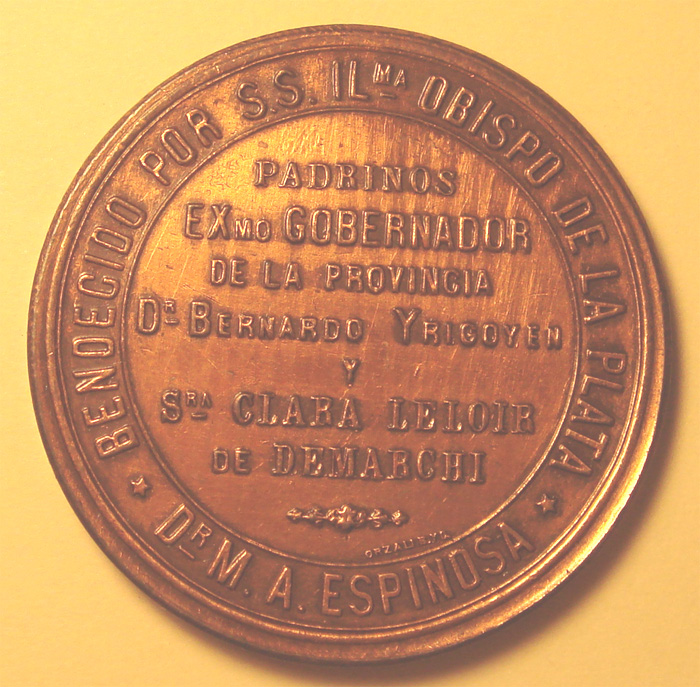 BENDECIDO POR S.S. ILMA OBISPO DE LA PLATA
DR M. A. ESPINOSA
PADRINOS
EXMO GOBERNADOR
DE LA PROVINCIA
DR BERNARDO YRIGOYEN
Y
SRA CLARA LELOIR
DE DEMARCHI